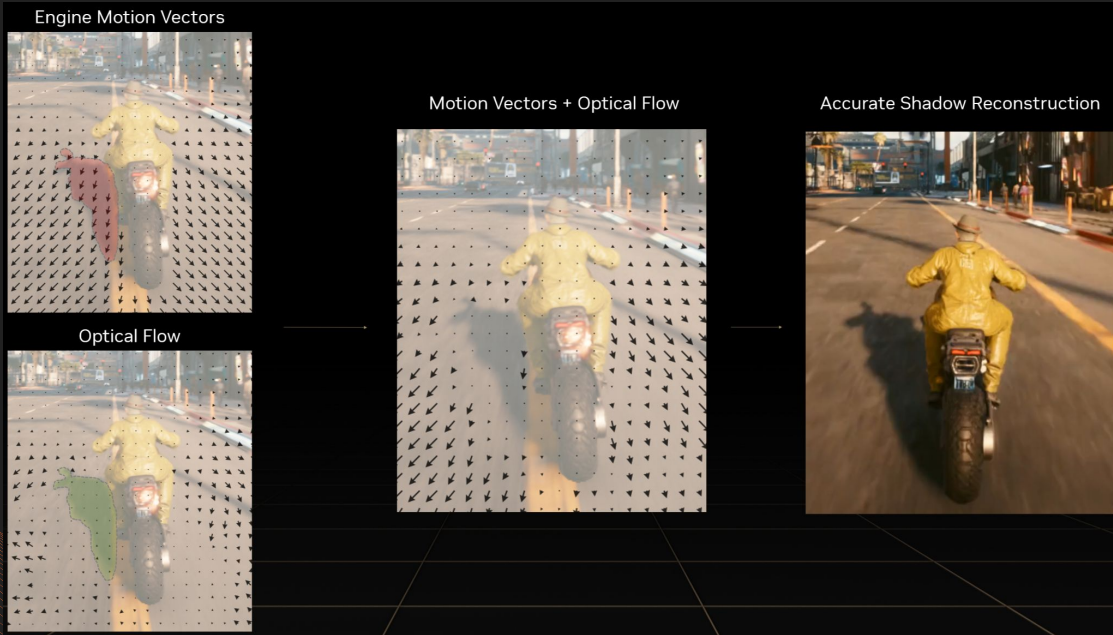 Engine Motion Vectors
Optical Flow
Motion Vectors + Optical Flow
Accurate Shadow Reconstruction